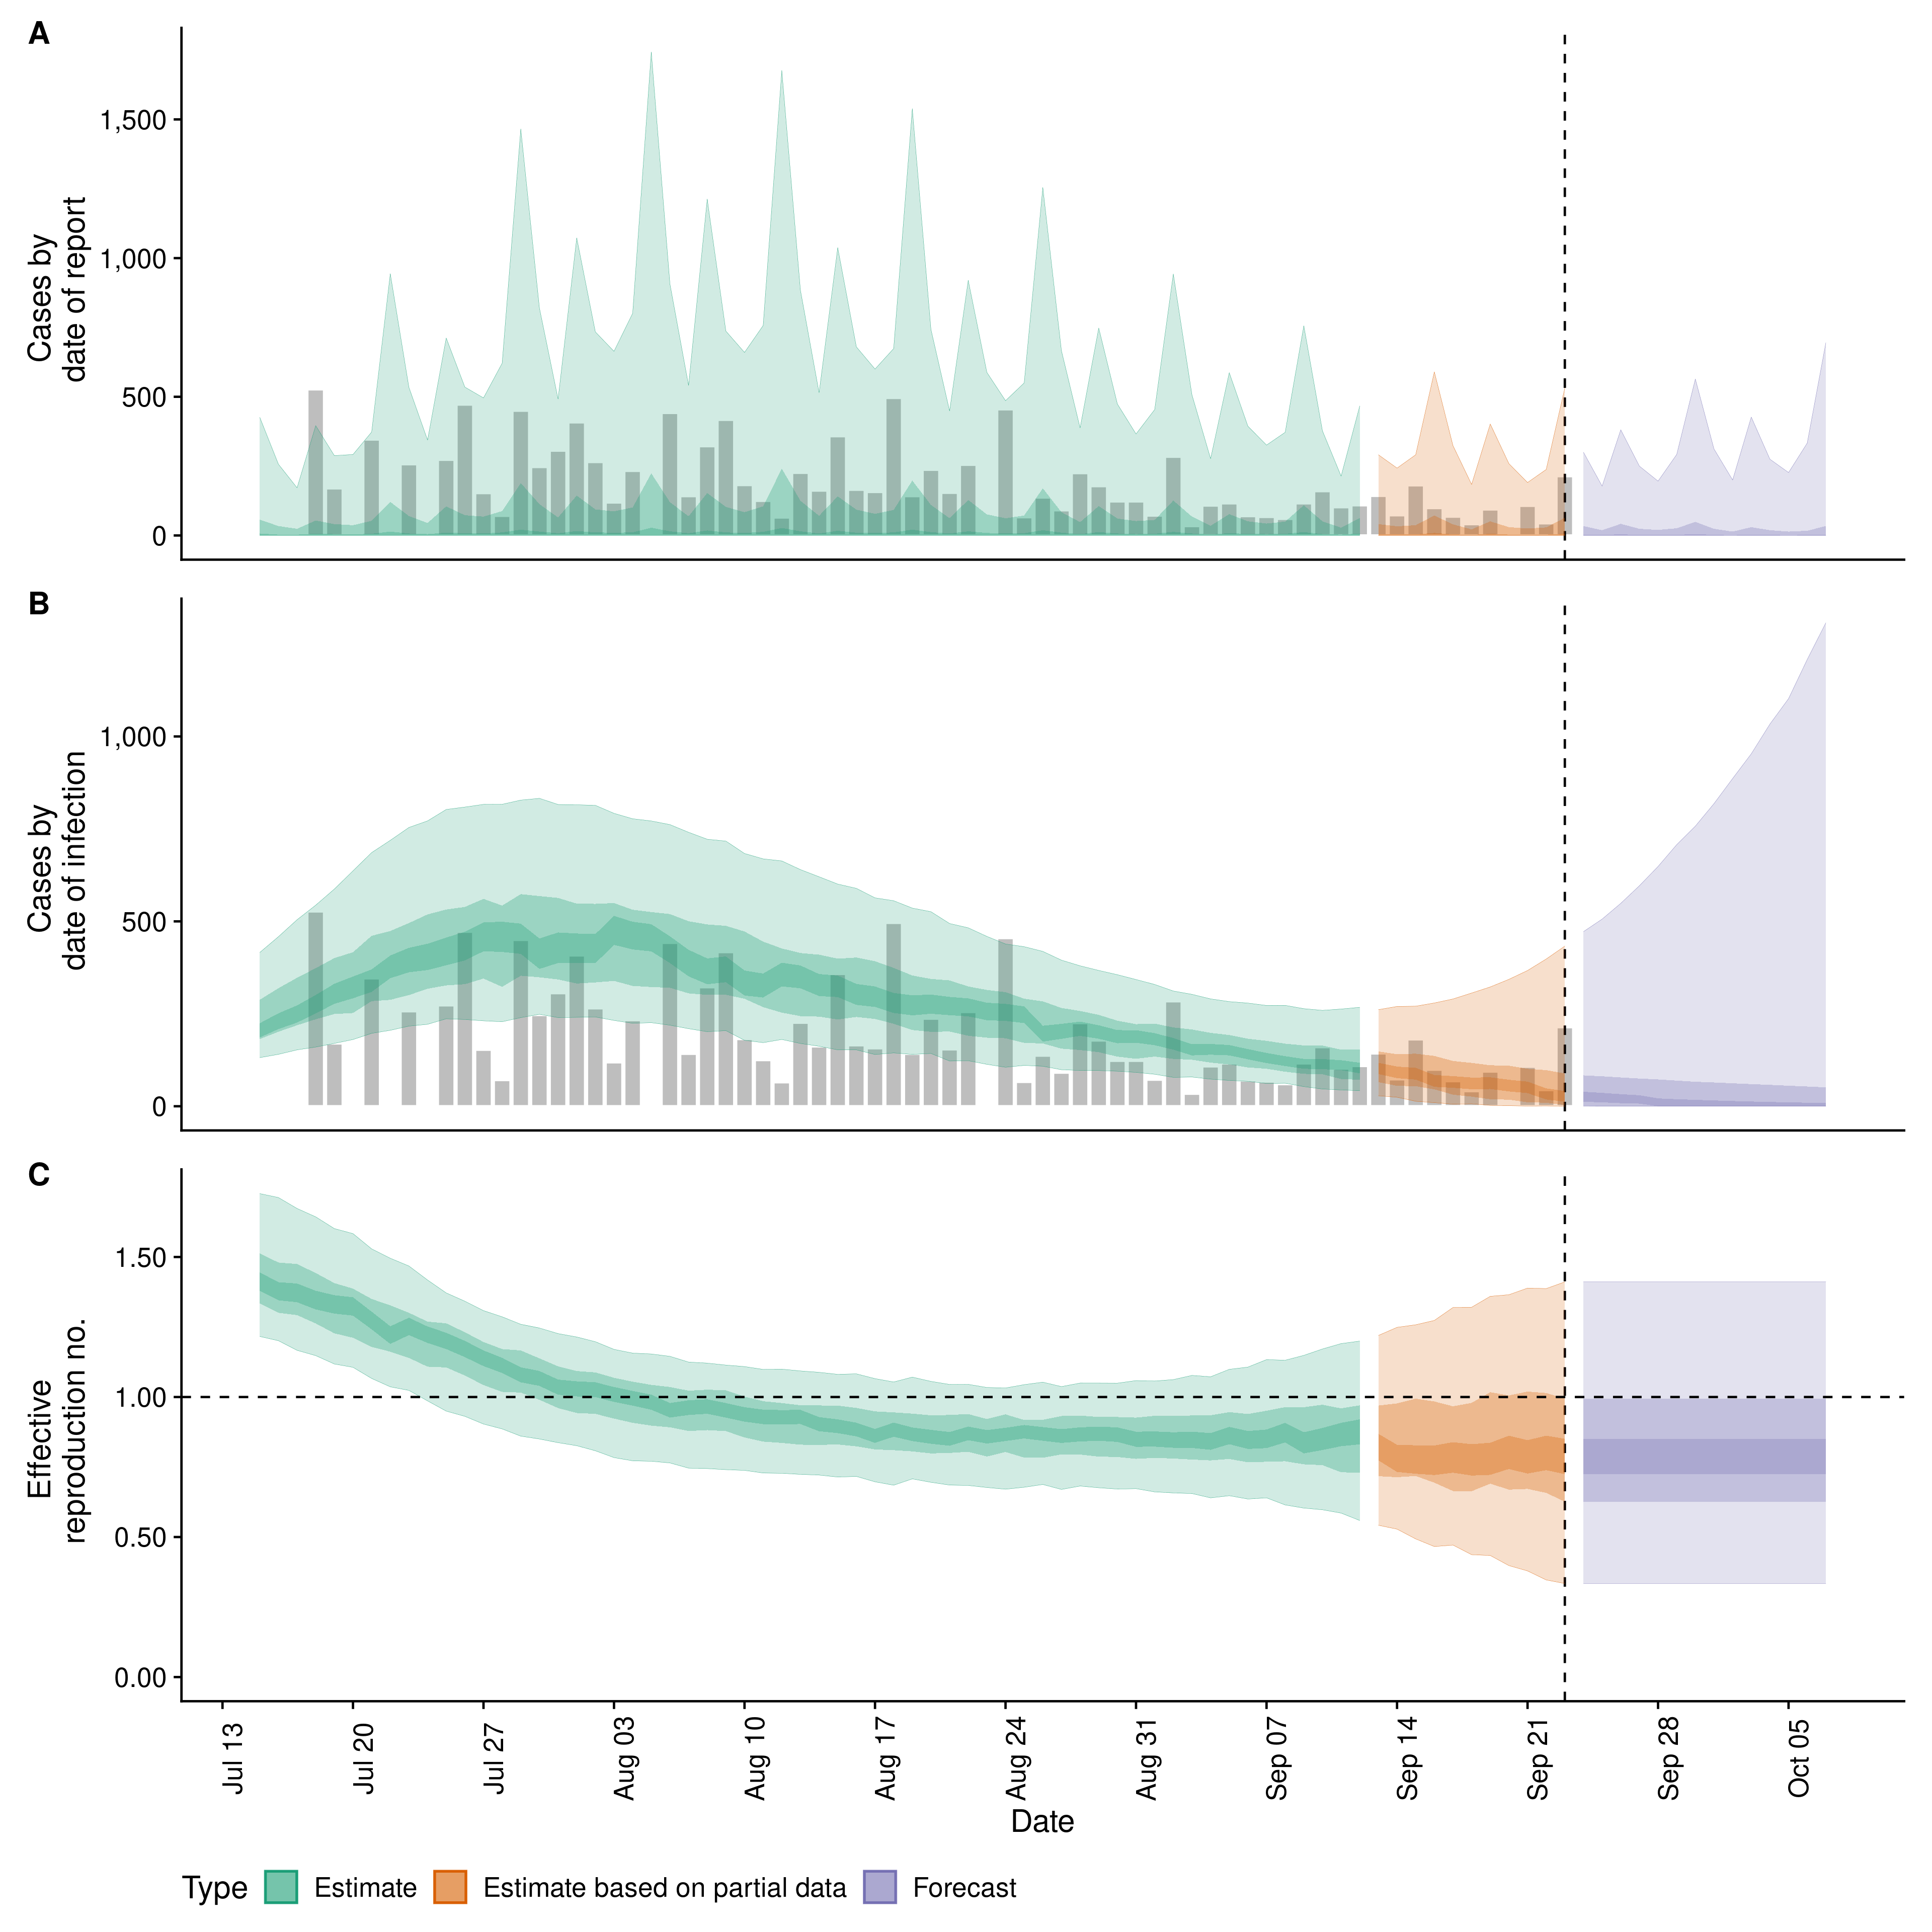 A
Cases by
date of report
1,500
1,000
500
0
B
Cases by
date of infection
1,000
500
0
C
Effective
reproduction no.
1.50
1.00
0.50
0.00
Jul 13
Jul 20
Jul 27
Aug 03
Aug 10
Aug 17
Aug 24
Aug 31
Sep 07
Sep 14
Sep 21
Sep 28
Oct 05
Date
Type
Estimate
Estimate based on partial data
Forecast